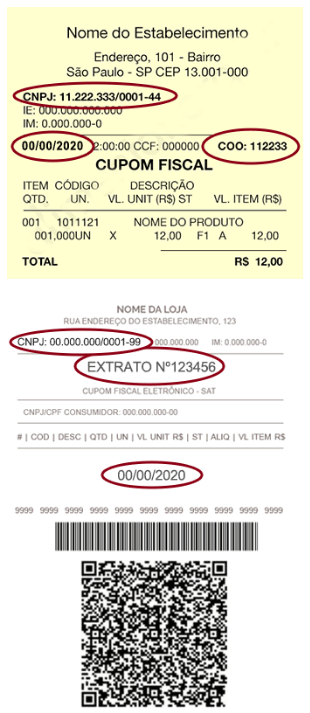 Nome do Estabelecimento
Endereço, 101 - Bairro
São Paulo - SP CEP 13.001-000
CNPJ: 11.222.333/0001-44
IE: 000.000.000.000
IM: 0.000.000-0
00/00/2020 2:00:00 CCF: 000000 COO: 112233
CUPOM FISCAL
ITEM CÓDIGO DESCRIÇÃO
QTD. UN. VL. UNIT (R$) ST VL. ITEM (R$)
001 1011121 NOME DO PRODUTO
001,000UN X 12,00 F1 A 12,00
TOTAL R$ 12,00
NOME DA LOJA
RUA ENDEREÇO DO ESTABELECIMENTO, 123
CNPJ: 00.000.000/0001-99 000.000.000 IM: 0.000.000-0
EXTRATO Nº123456
CUPOM FISCAL ELETRÔNICO - SAT
CNPJ/CPF CONSUMIDOR: 000.000.000-00
# | COD | DESC | QTD | UN | VL UNIT R$ | ST | ALIQ | VL ITEM R$
00/00/2020
9999 9999 9999 9999 9999 9999 9999 9999 9999 9999 9999